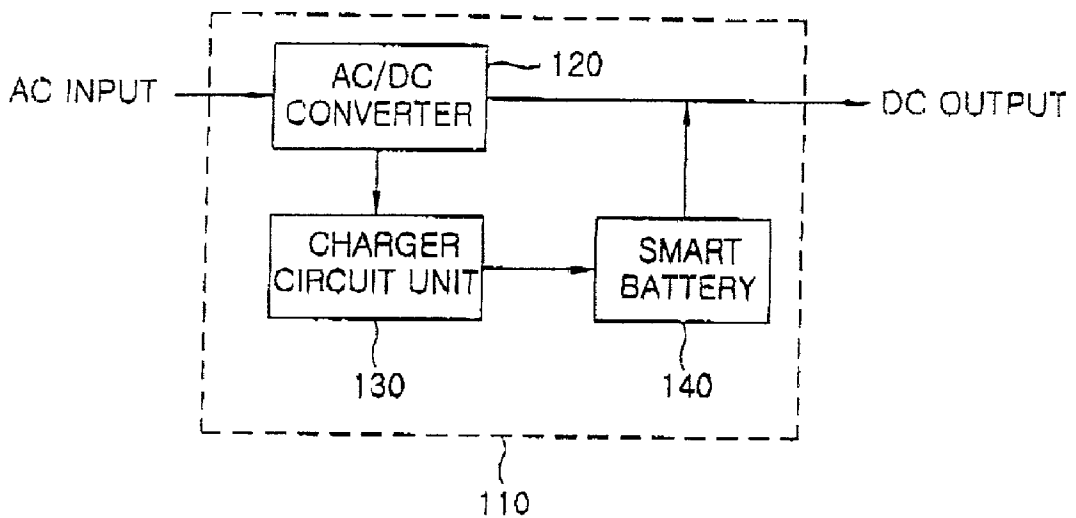 AC INPUT
AC/DC
CONVERTER
120
DC OUTPUT
CHARGER
CIRCUIT UNIT
SMART
BATTERY
130
140
110